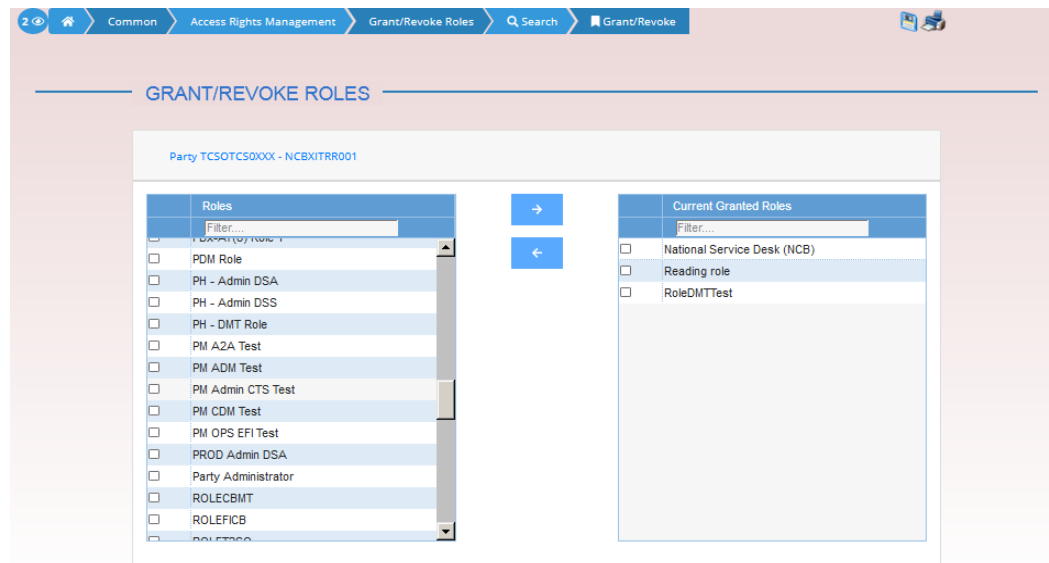 2 Common Access Rights Management Grant/Revoke Roles Search Grant/Revoke
GRANT/REVOKE ROLES
Party TCSOTCS0XXX - NCBXITRR001
Roles
Filter....
PDM Role
PH - Admin DSA
PH - Admin DSS
PH - DMT Role
PM A2A Test
PM ADM Test
PM Admin CTS Test
PM CDM Test
PM OPS EFI Test
PROD Admin DSA
Party Administrator
ROLECBMT
ROLEFICB
Current Granted Roles
Filter....
National Service Desk (NCB)
Reading role
RoleDMTTest